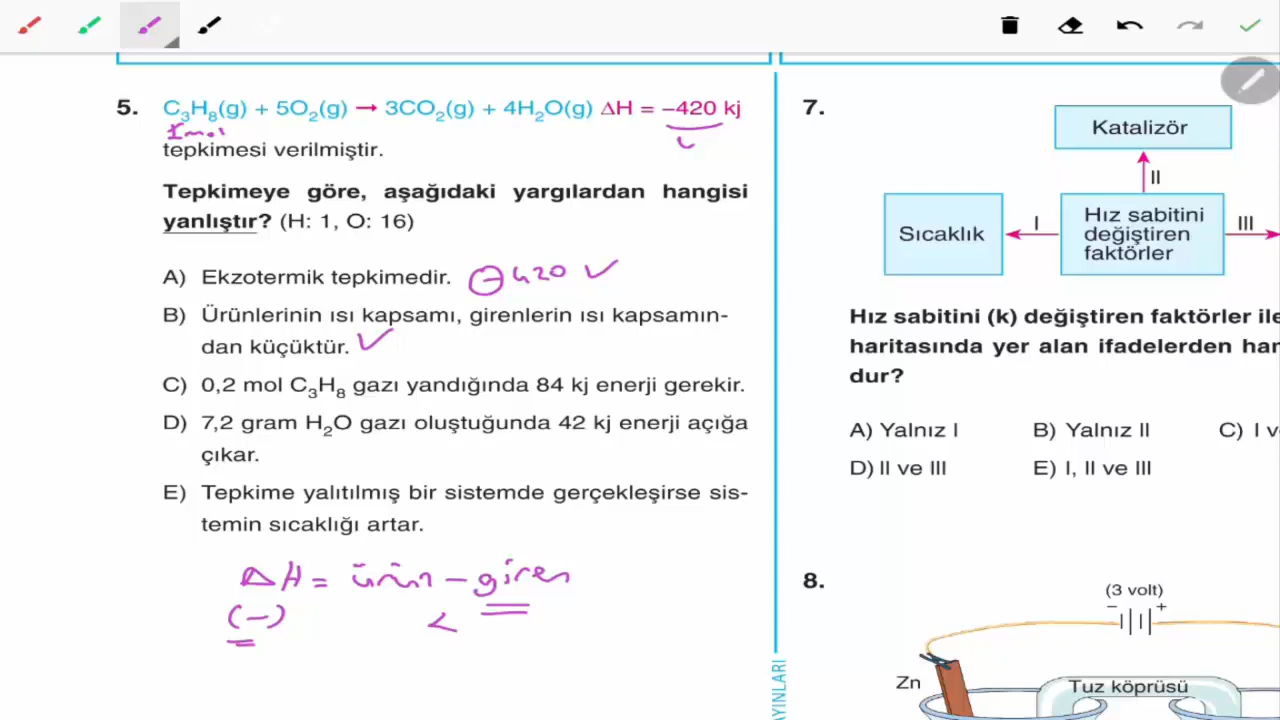 5. C₃H₈(g) + 5O₂(g) → 3CO₂(g) + 4H₂O(g) ΔH = −420 kj
1mol
tepkimesi verilmiştir.
Tepkimeye göre, aşağıdaki yargılardan hangisi
yanlıştır? (H: 1, O: 16)
A) Ekzotermik tepkimedir. −420 ✓
B) Ürünlerinin ısı kapsamı, girenlerin ısı kapsamın-
dan küçüktür. ✓
C) 0,2 mol C₃H₈ gazı yandığında 84 kj enerji gerekir.
D) 7,2 gram H₂O gazı oluştuğunda 42 kj enerji açığa
çıkar.
E) Tepkime yalıtılmış bir sistemde gerçekleşirse sis-
temin sıcaklığı artar.
ΔH = ürün − giren
(−) <
7.
Katalizör
II
Sıcaklık
I
Hız sabitini
değiştiren
faktörler
III
Hız sabitini (k) değiştiren faktörler ile
haritasında yer alan ifadelerden
dur?
A) Yalnız I B) Yalnız II C) I
D) II ve III E) I, II ve III
8.
(3 volt)
− +
Zn
Tuz köprüsü